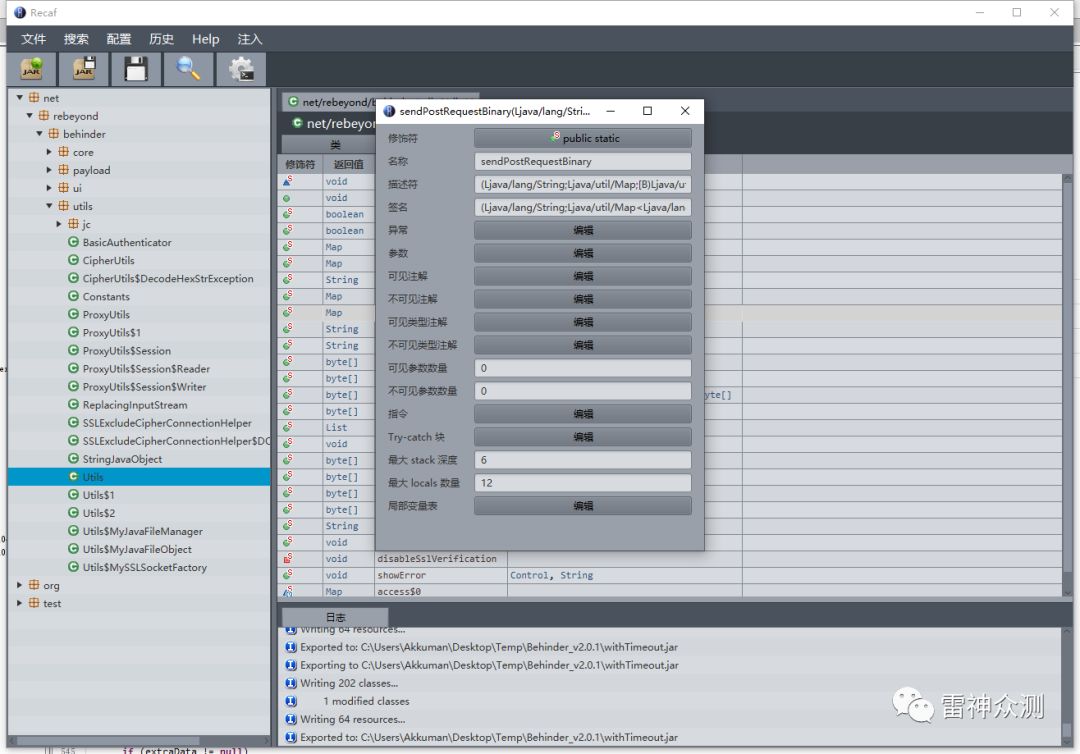 Recaf
文件 搜索 配置 历史 Help 注入
JAR JAR
net
rebeyond
behinder
core
payload
ui
utils
jc
BasicAuthenticator
CipherUtils
CipherUtils$DecodeHexStrException
Constants
ProxyUtils
ProxyUtils$1
ProxyUtils$Session
ProxyUtils$Session$Reader
ProxyUtils$Session$Writer
ReplacingInputStream
SSLExcludeCipherConnectionHelper
SSLExcludeCipherConnectionHelper$DC
StringJavaObject
Utils
Utils$1
Utils$2
Utils$MyJavaFileManager
Utils$MyJavaFileObject
Utils$MySSLSocketFactory
org
test
net/rebeyond/b
net/rebeyon
类
修饰符 返回值
void
void
boolean
boolean
Map
Map
String
Map
Map
String
String
byte[]
byte[]
byte[] yte[]
byte[]
List
void
byte[]
byte[]
byte[]
byte[]
String
void
void disableSslVerification
void showError Control, String
Map access$0
sendPostRequestBinary(Ljava/lang/Stri...
修饰符 public static
名称 sendPostRequestBinary
描述符 (Ljava/lang/String;Ljava/util/Map;[B)Ljava/u
签名 (Ljava/lang/String;Ljava/util/Map<Ljava/lan
异常 编辑
参数 编辑
可见注解 编辑
不可见注解 编辑
可见类型注解 编辑
不可见类型注解 编辑
可见参数数量 0
不可见参数数量 0
指令 编辑
Try-catch 块 编辑
最大 stack 深度 6
最大 locals 数量 12
局部变量表 编辑
日志
Writing 64 resources...
Exported to: C:\Users\Akkuman\Desktop\Temp\Behinder_v2.0.1\withTimeout.jar
Exporting to C:\Users\Akkuman\Desktop\Temp\Behinder_v2.0.1\withTimeout.jar
Writing 202 classes...
1 modified classes
Writing 64 resources...
Exported to: C:\Users\Akkuman\Desktop\Temp\Behinder_v2.0.1\withTimeout.jar
雷神众测
545 if (extraData != null)